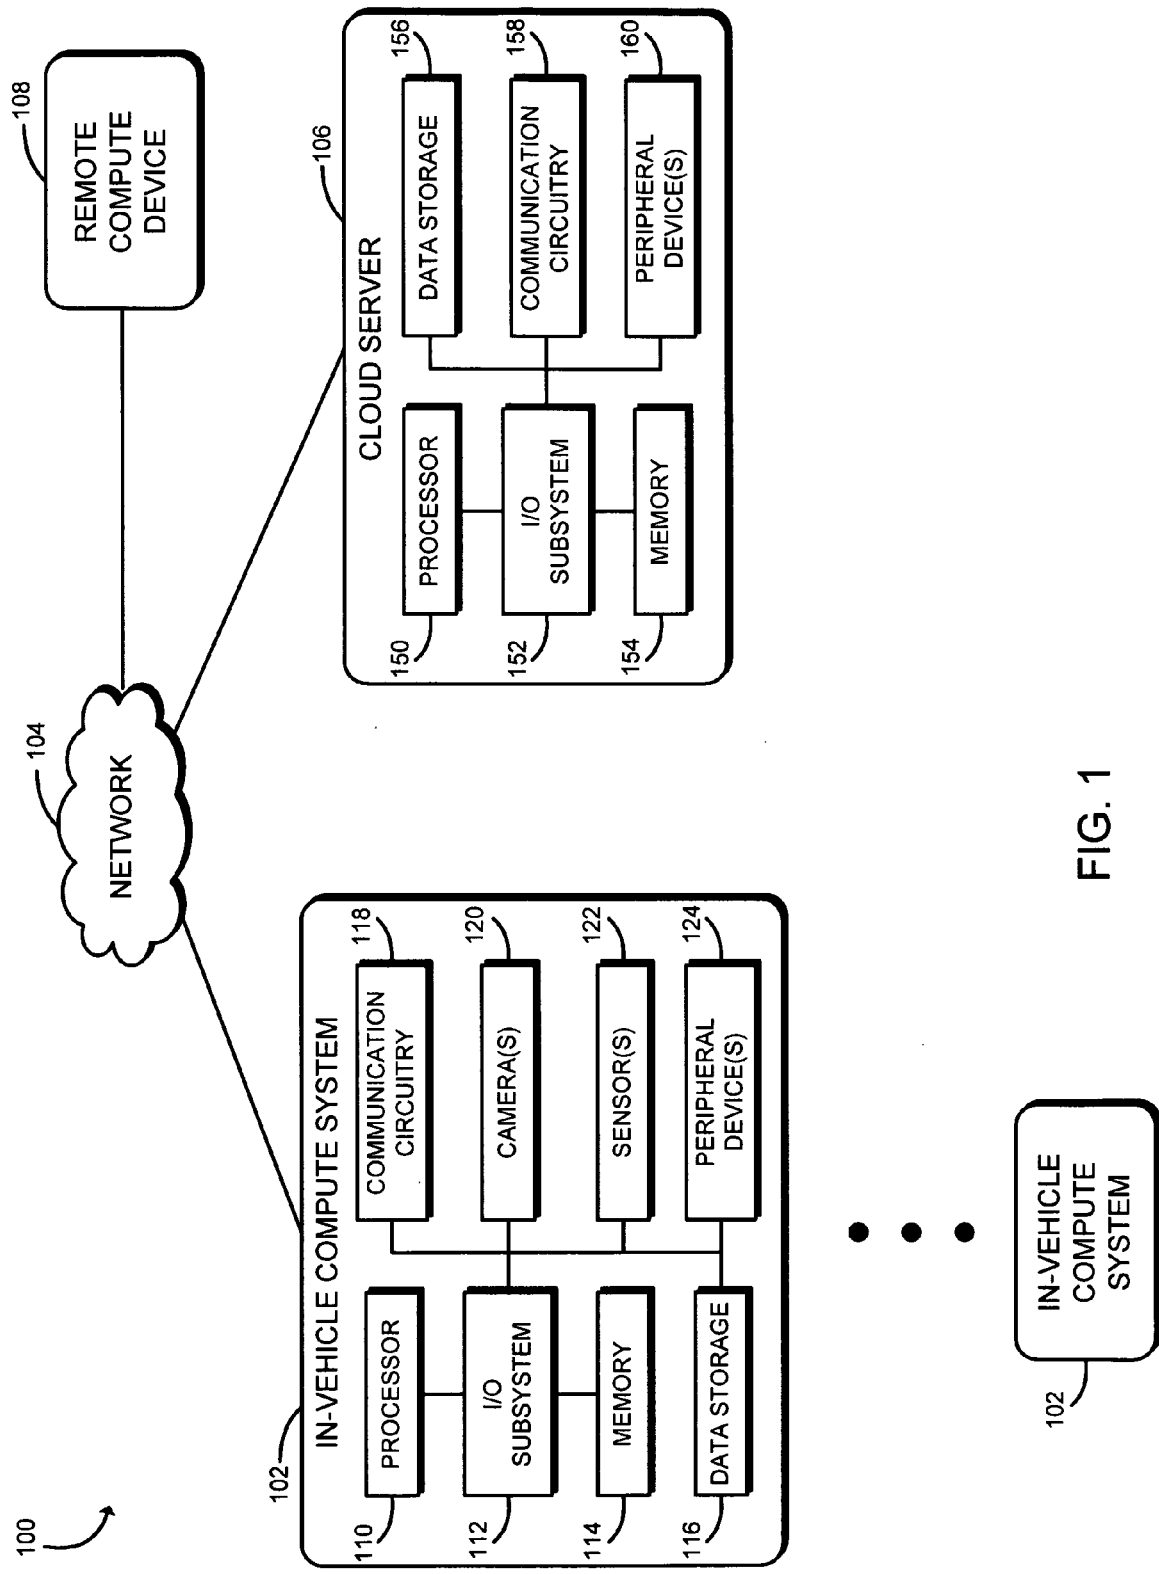 100
104
NETWORK
108
REMOTE
COMPUTE
DEVICE
102
IN-VEHICLE COMPUTE SYSTEM
110
PROCESSOR
112
I/O
SUBSYSTEM
114
MEMORY
116
DATA STORAGE
COMMUNICATION
CIRCUITRY
118
CAMERA(S)
120
SENSOR(S)
122
PERIPHERAL
DEVICE(S)
124
106
CLOUD SERVER
150
PROCESSOR
152
I/O
SUBSYSTEM
154
MEMORY
DATA STORAGE
156
COMMUNICATION
CIRCUITRY
158
PERIPHERAL
DEVICE(S)
160
102
IN-VEHICLE
COMPUTE
SYSTEM
FIG. 1